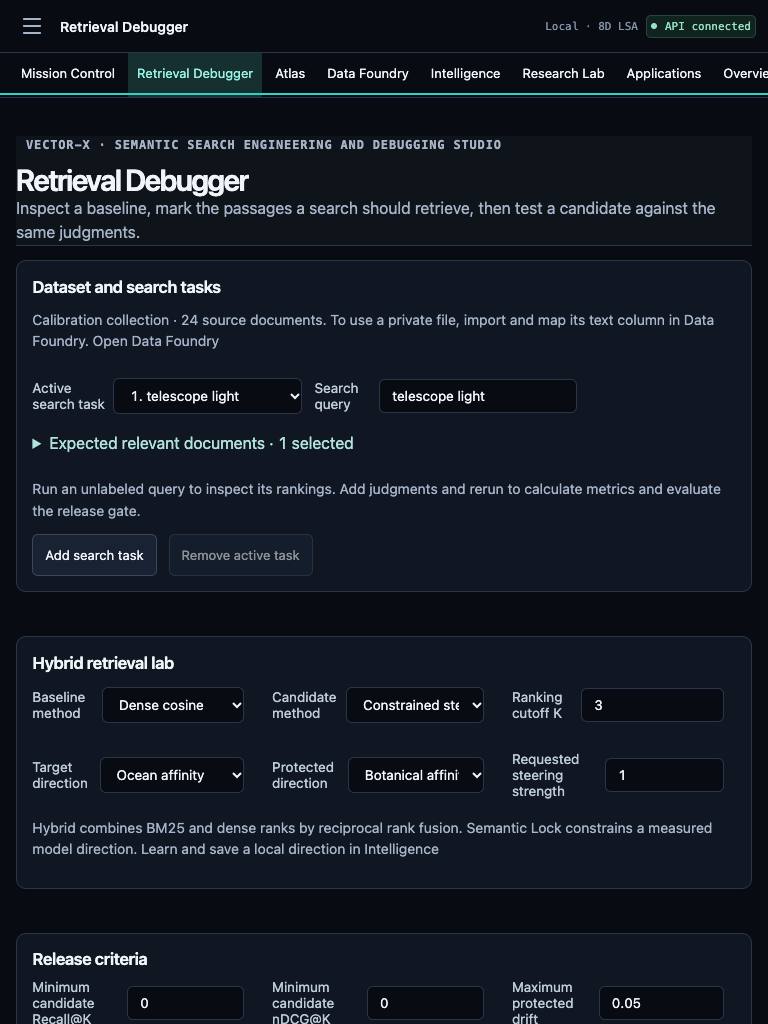 Retrieval Debugger
Local · 8D LSA
API connected
Mission Control
Retrieval Debugger
Atlas
Data Foundry
Intelligence
Research Lab
Applications
Overvie
VECTOR—X · SEMANTIC SEARCH ENGINEERING AND DEBUGGING STUDIO
Retrieval Debugger
Inspect a baseline, mark the passages a search should retrieve, then test a candidate against the
same judgments.
Dataset and search tasks
Calibration collection · 24 source documents. To use a private file, import and map its text column in Data
Foundry. Open Data Foundry
Active
search task
1. telescope light
Search
query
telescope light
Expected relevant documents · 1 selected
Run an unlabeled query to inspect its rankings. Add judgments and rerun to calculate metrics and evaluate
the release gate.
Add search task
Remove active task
Hybrid retrieval lab
Baseline
method
Dense cosine
Candidate
method
Constrained ste
Ranking
cutoff K
3
Target
direction
Ocean affinity
Protected
direction
Botanical affini
Requested
steering
strength
1
Hybrid combines BM25 and dense ranks by reciprocal rank fusion. Semantic Lock constrains a measured
model direction. Learn and save a local direction in Intelligence
Release criteria
Minimum
candidate
Recall@K
0
Minimum
candidate
nDCG@K
0
Maximum
protected
drift
0.05